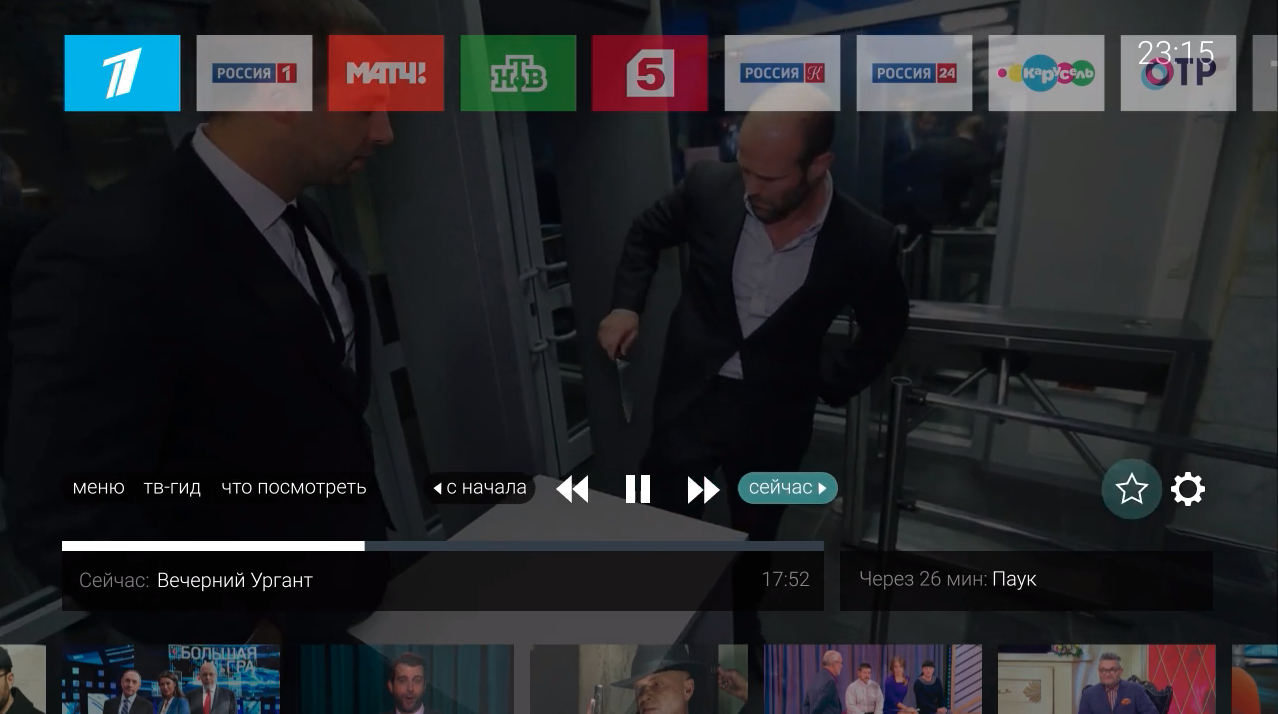 23:15
1
РОССИЯ 1
МАТЧ!
НТВ
5
РОССИЯ К
РОССИЯ 24
карусель
ОТР
меню тв-гид что посмотреть
с начала
сейчас
Сейчас: Вечерний Ургант 17:52
Через 26 мин: Паук
БОЛЬШАЯ
ИГРА